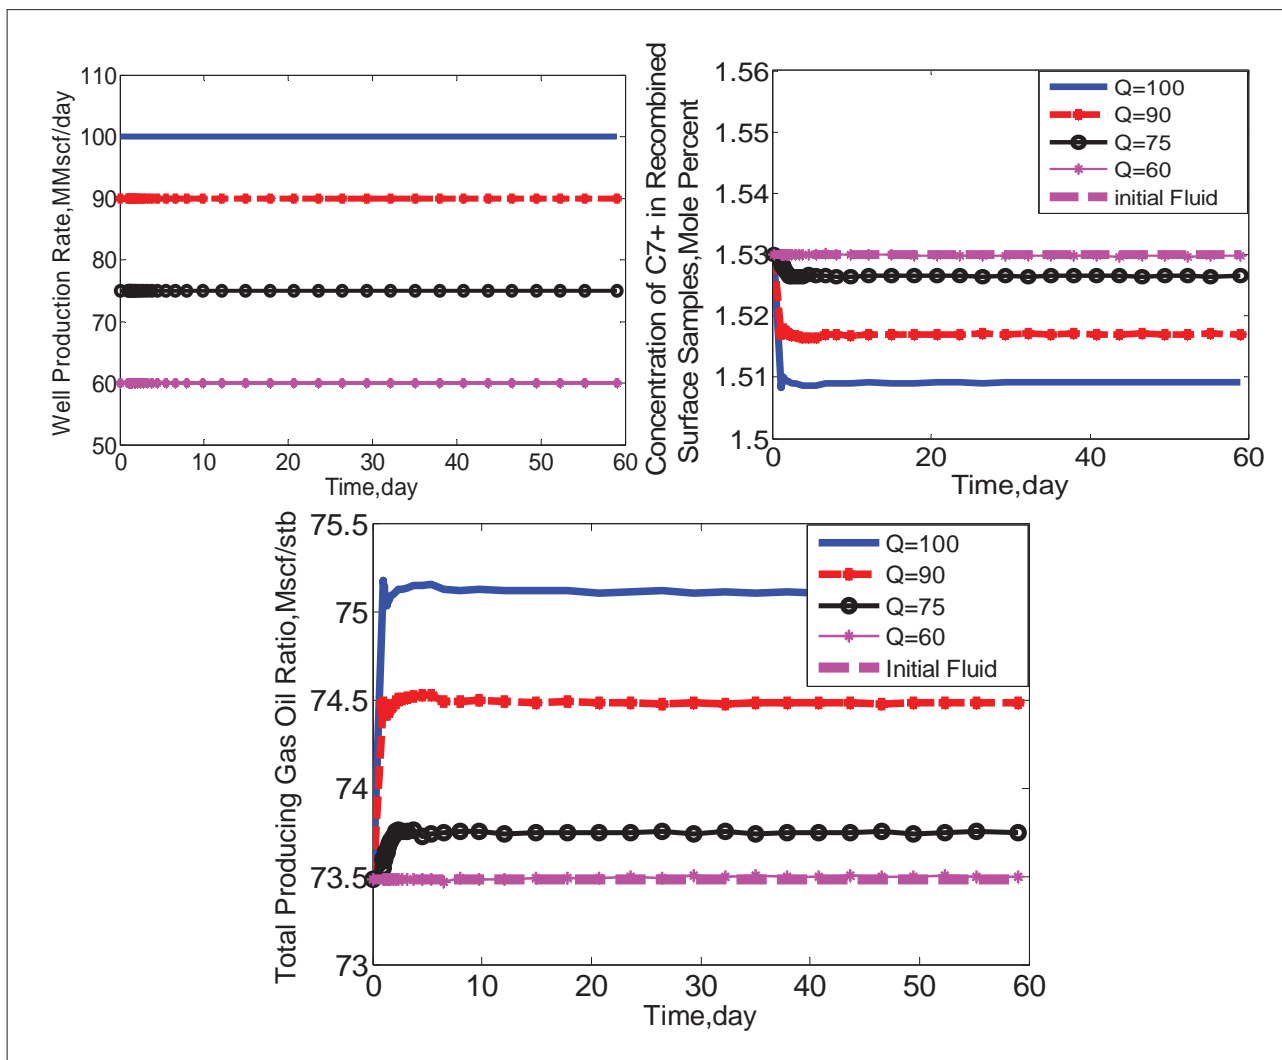 Well Production Rate,MMscf/day
110
100
90
80
75
70
60
50
0
10
20
30
40
50
60
Time,day
Concentration of C7+ in Recombined
Surface Samples,Mole Percent
1.56
1.55
1.54
1.53
1.52
1.51
1.5
0
20
40
60
Time,day
Q=100
Q=90
Q=75
Q=60
initial Fluid
Total Producing Gas Oil Ratio,Mscf/stb
75.5
75
74.5
74
73.5
73
0
10
20
30
40
50
60
Time,day
Q=100
Q=90
Q=75
Q=60
Initial Fluid